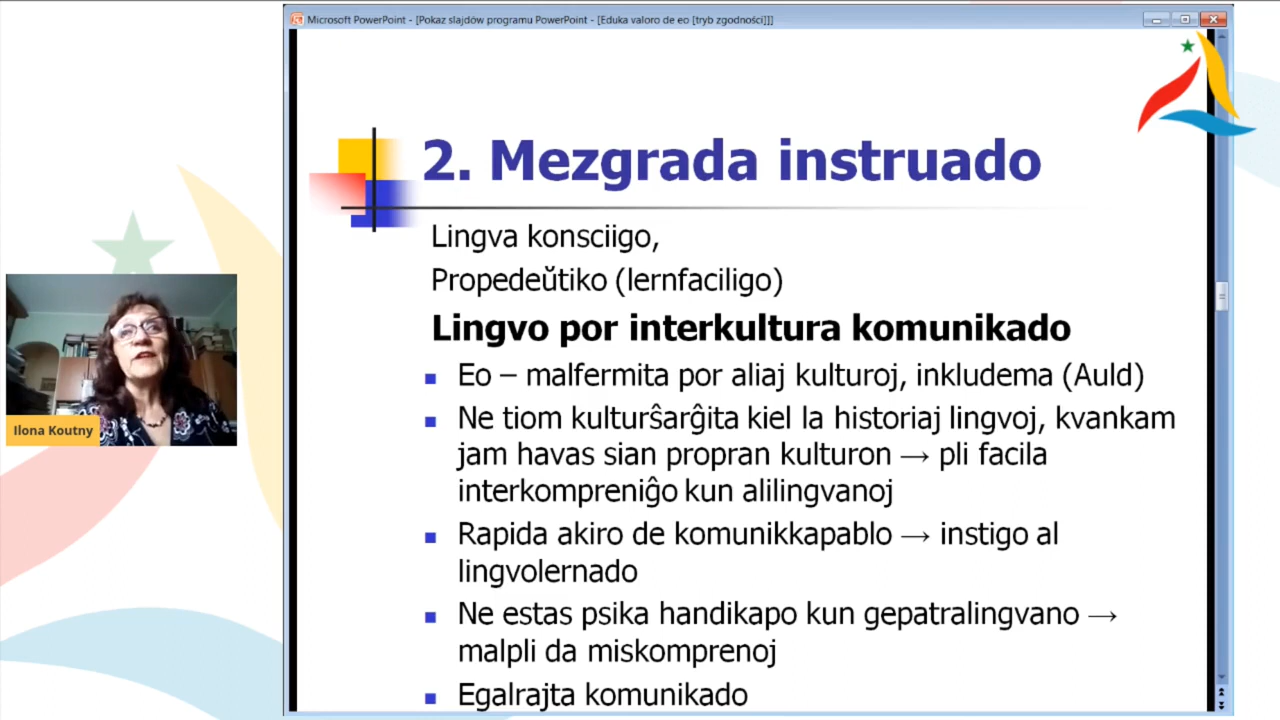 Microsoft PowerPoint - [Pokaz slajdów programu PowerPoint - [Eduka valoro de eo [tryb zgodności]]]
2. Mezgrada instruado
Lingva konsciigo,
Propedeŭtiko (lernfaciligo)
Lingvo por interkultura komunikado
Eo – malfermita por aliaj kulturoj, inkludema (Auld)
Ne tiom kulturŝarĝita kiel la historiaj lingvoj, kvankam
jam havas sian propran kulturon → pli facila
interkompreniĝo kun alilingvanoj
Rapida akiro de komunikkapablo → instigo al
lingvolernado
Ne estas psika handikapo kun gepatralingvano →
malpli da miskomprenoj
Egalrajta komunikado
Ilona Koutny